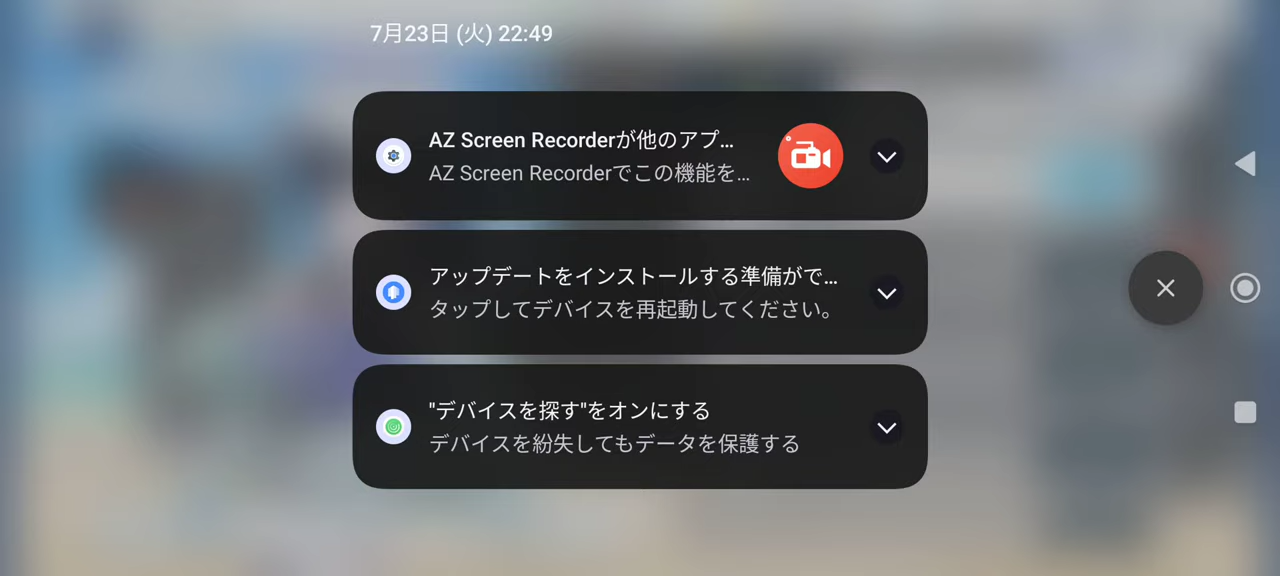 7月23日 (火) 22:49
AZ Screen Recorderが他のアプ...
AZ Screen Recorderでこの機能を...
アップデートをインストールする準備がで...
タップしてデバイスを再起動してください。
"デバイスを探す"をオンにする
デバイスを紛失してもデータを保護する